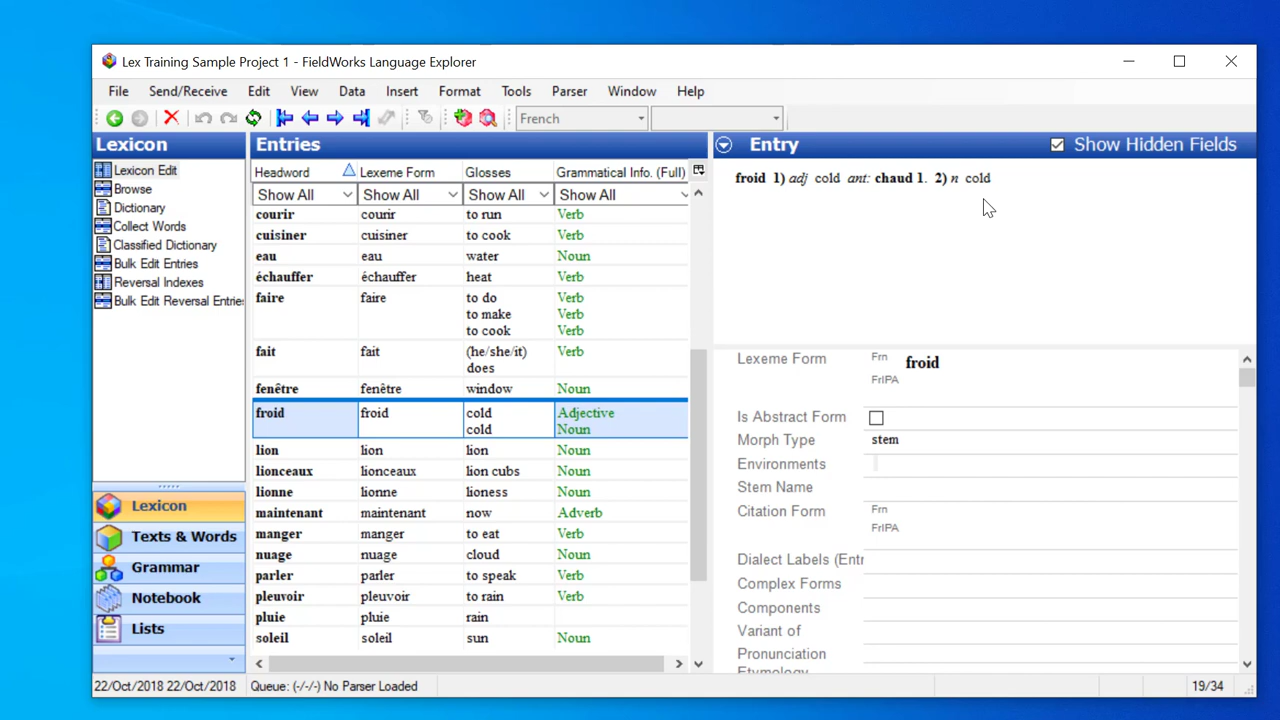 Lex Training Sample Project 1 - FieldWorks Language Explorer
File Send/Receive Edit View Data Insert Format Tools Parser Window Help
French
Lexicon
Lexicon Edit
Browse
Dictionary
Collect Words
Classified Dictionary
Bulk Edit Entries
Reversal Indexes
Bulk Edit Reversal Entries
Lexicon
Texts & Words
Grammar
Notebook
Lists
Entries
Headword Lexeme Form Glosses Grammatical Info. (Full)
Show All Show All Show All Show All
courir courir to run Verb
cuisiner cuisiner to cook Verb
eau eau water Noun
échauffer échauffer heat Verb
faire faire to do Verb
to make Verb
to cook Verb
fait fait (he/she/it) Verb
does
fenêtre fenêtre window Noun
froid froid cold Adjective
cold Noun
lion lion lion Noun
lionceaux lionceaux lion cubs Noun
lionne lionne lioness Noun
maintenant maintenant now Adverb
manger manger to eat Verb
nuage nuage cloud Noun
parler parler to speak Verb
pleuvoir pleuvoir to rain Verb
pluie pluie rain
soleil soleil sun Noun
Entry Show Hidden Fields
froid 1) adj cold ant: chaud 1. 2) n cold
Lexeme Form Frn froid
FrIPA
Is Abstract Form
Morph Type stem
Environments
Stem Name
Citation Form Frn
FrIPA
Dialect Labels (Entr
Complex Forms
Components
Variant of
Pronunciation
Etymology
22/Oct/2018 22/Oct/2018 Queue: (-/-/-) No Parser Loaded 19/34